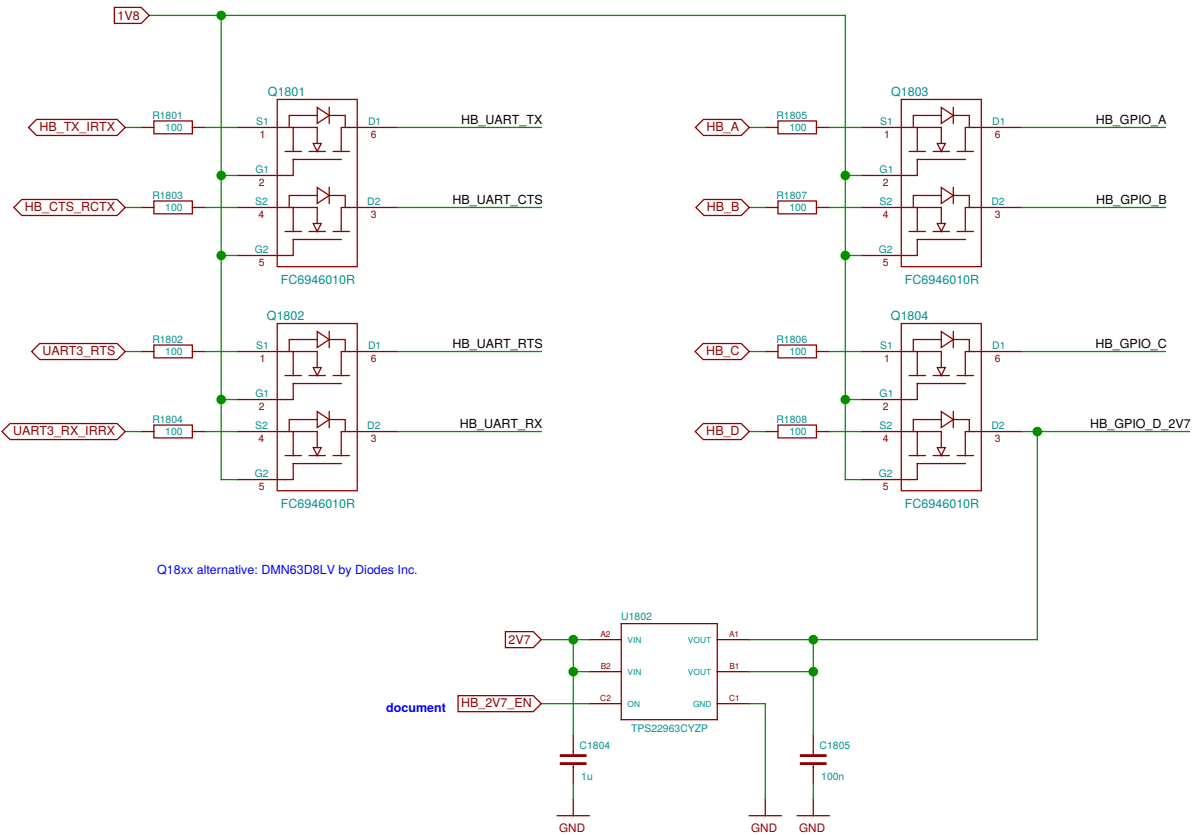 1V8
Q1801
HB_TX_IRTX
R1801
100
S1
1
D1
6
HB_UART_TX
G1
2
HB_CTS_RCTX
R1803
100
S2
4
D2
3
HB_UART_CTS
G2
5
FC6946010R
Q1803
HB_A
R1805
100
S1
1
D1
6
HB_GPIO_A
G1
2
HB_B
R1807
100
S2
4
D2
3
HB_GPIO_B
G2
5
FC6946010R
Q1802
UART3_RTS
R1802
100
S1
1
D1
6
HB_UART_RTS
G1
2
UART3_RX_IRRX
R1804
100
S2
4
D2
3
HB_UART_RX
G2
5
FC6946010R
Q1804
HB_C
R1806
100
S1
1
D1
6
HB_GPIO_C
G1
2
HB_D
R1808
100
S2
4
D2
3
HB_GPIO_D_2V7
G2
5
FC6946010R
Q18xx alternative: DMN63D8LV by Diodes Inc.
U1802
2V7
A2
VIN
VOUT
A1
B2
VIN
VOUT
B1
document
HB_2V7_EN
C2
ON
GND
C1
TPS22963CYZP
C1804
1u
C1805
100n
GND
GND
GND